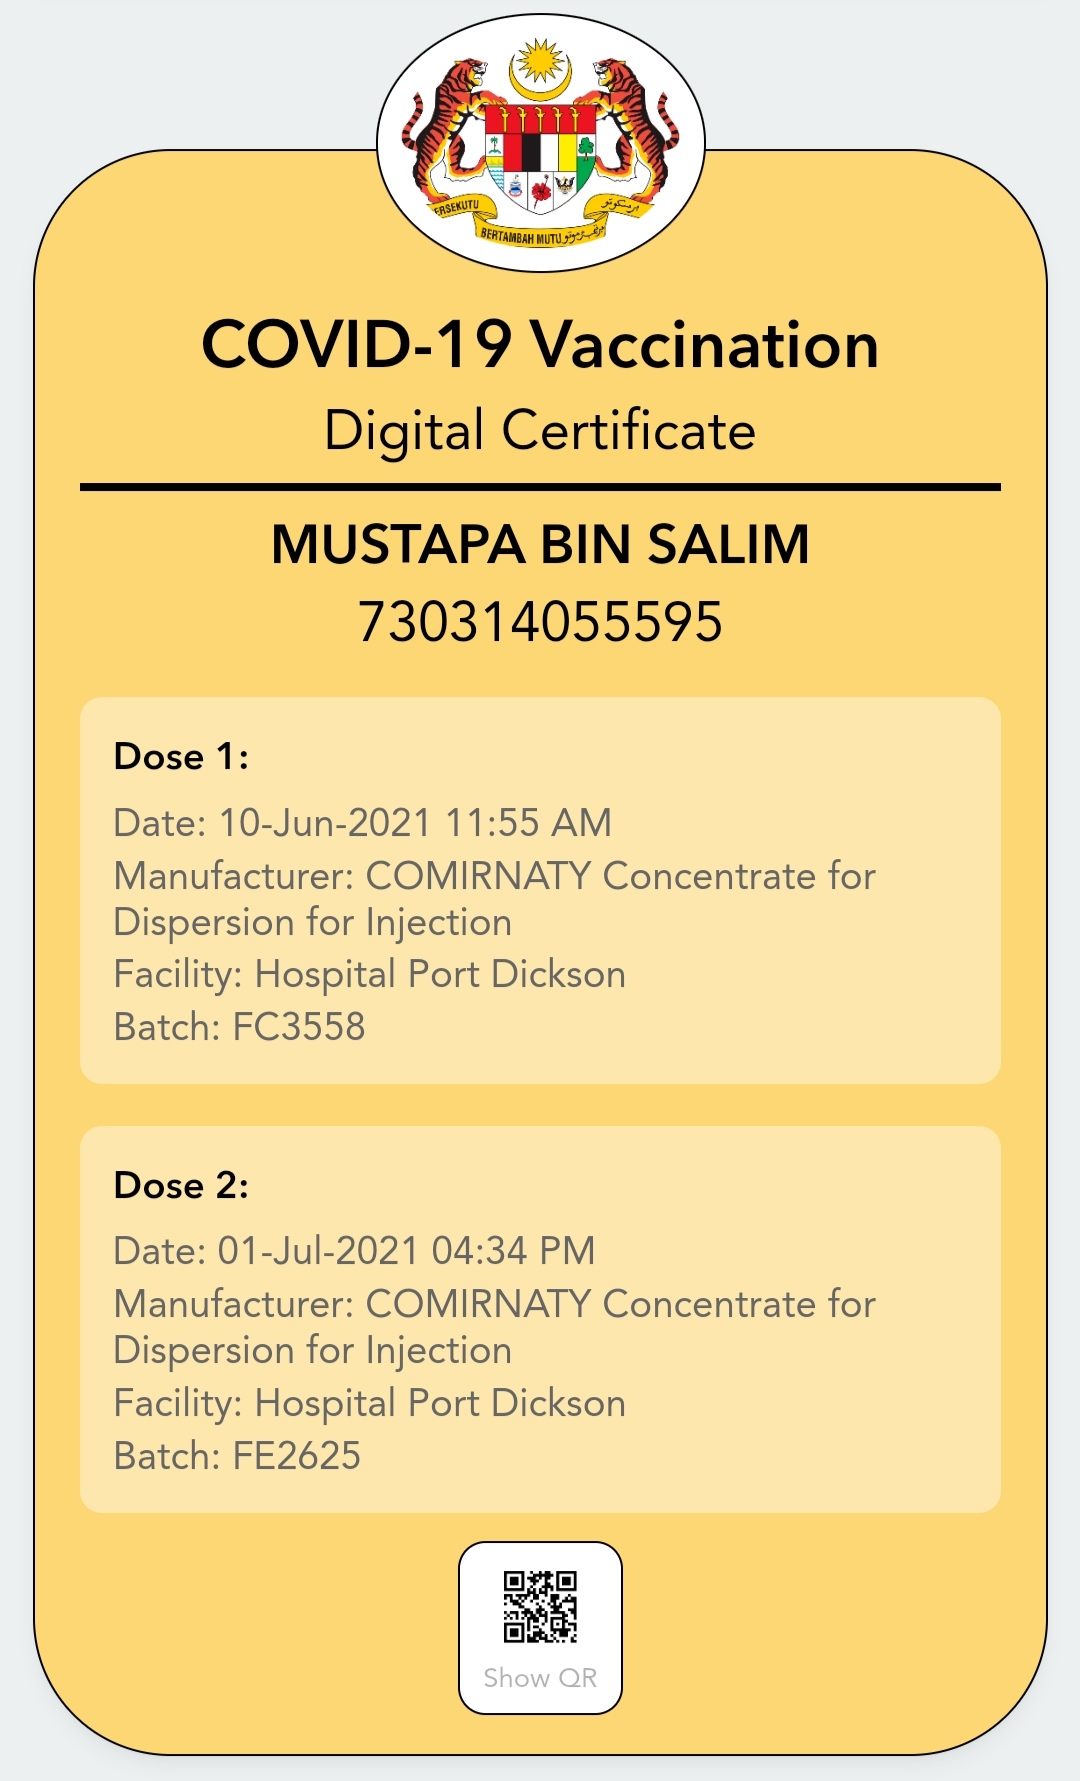 ERSEKUTU
برسكوتو
BERTAMBAH MUTU
COVID-19 Vaccination
Digital Certificate
MUSTAPA BIN SALIM
730314055595
Dose 1:
Date: 10-Jun-2021 11:55 AM
Manufacturer: COMIRNATY Concentrate for
Dispersion for Injection
Facility: Hospital Port Dickson
Batch: FC3558
Dose 2:
Date: 01-Jul-2021 04:34 PM
Manufacturer: COMIRNATY Concentrate for
Dispersion for Injection
Facility: Hospital Port Dickson
Batch: FE2625
Show QR